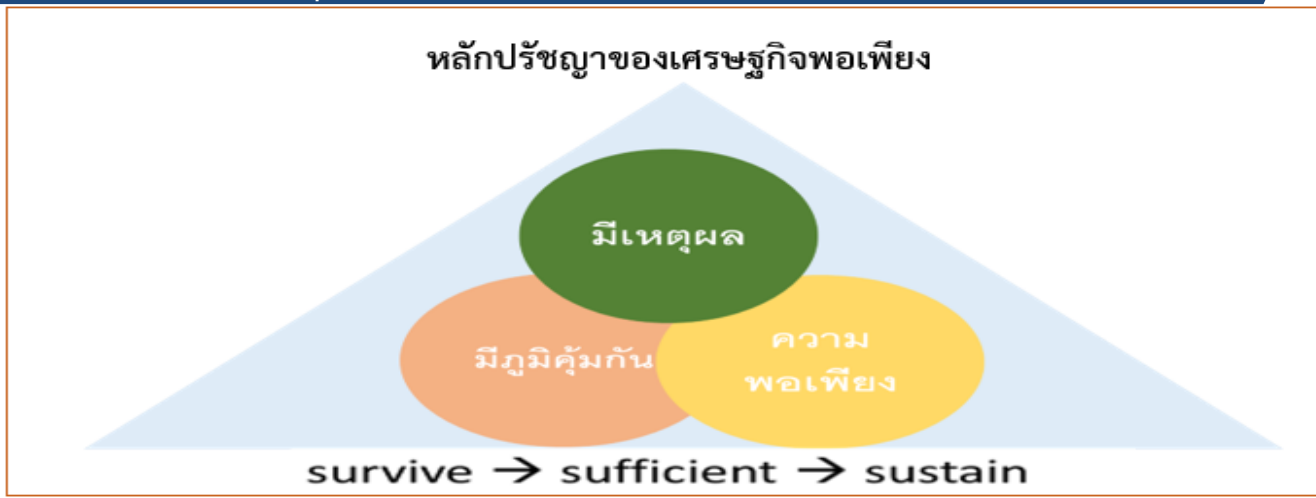 หลักปรัชญาของเศรษฐกิจพอเพียง
มีเหตุผล
มีภูมิคุ้มกัน
ความ
พอเพียง
survive → sufficient → sustain